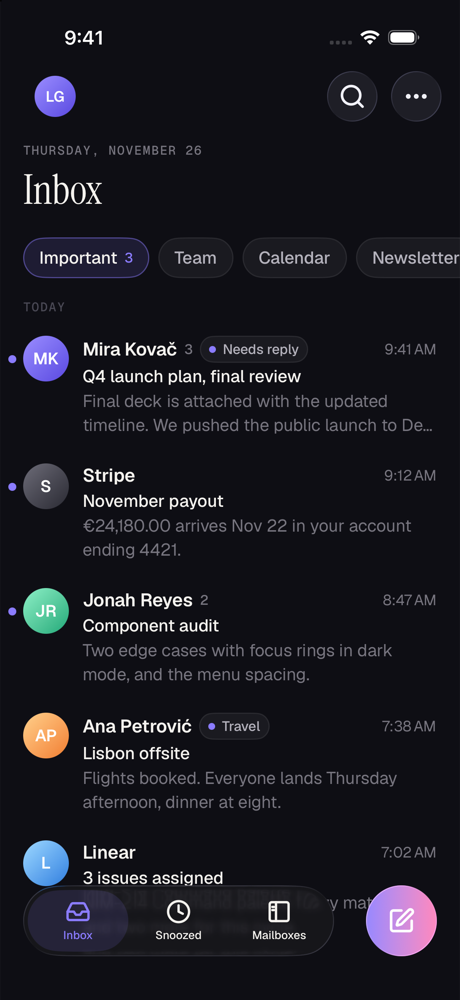 9:41
LG
THURSDAY, NOVEMBER 26
Inbox
Important 3 Team Calendar Newsletter
TODAY
MK Mira Kovač 3 Needs reply 9:41 AM
Q4 launch plan, final review
Final deck is attached with the updated
timeline. We pushed the public launch to De...
S Stripe 9:12 AM
November payout
€24,180.00 arrives Nov 22 in your account
ending 4421.
JR Jonah Reyes 2 8:47 AM
Component audit
Two edge cases with focus rings in dark
mode, and the menu spacing.
AP Ana Petrović Travel 7:38 AM
Lisbon offsite
Flights booked. Everyone lands Thursday
afternoon, dinner at eight.
L Linear 7:02 AM
3 issues assigned
Inbox Snoozed Mailboxes